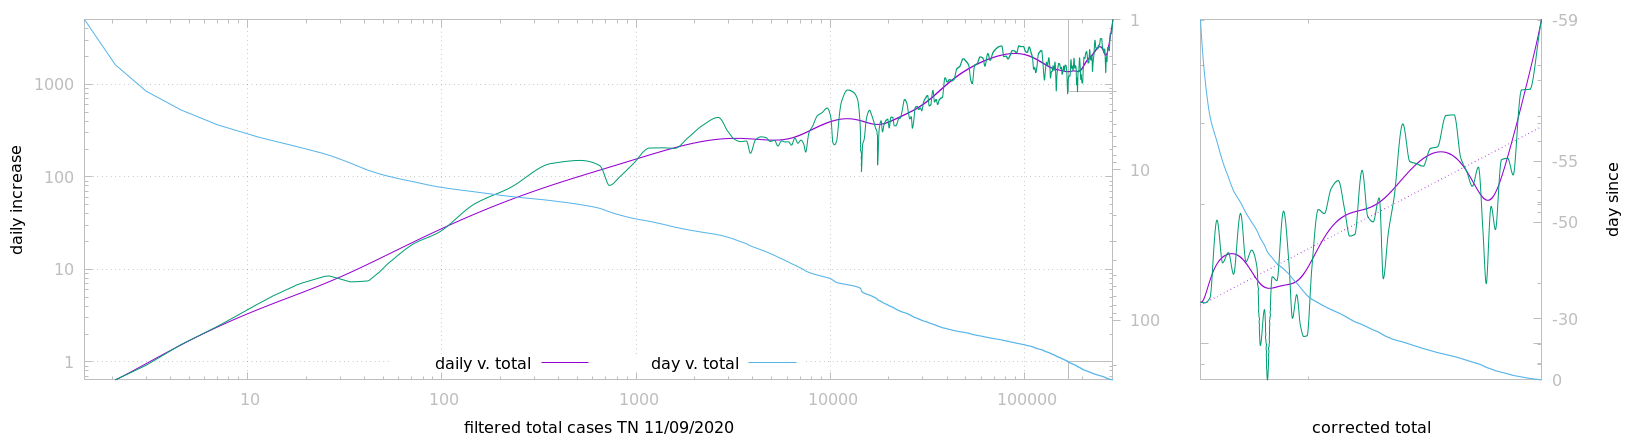 1000
100
10
1
daily increase
10
100
1000
10000
100000
filtered total cases TN 11/09/2020
daily v. total
day v. total
1
10
100
-59
-55
-50
-30
0
day since
corrected total